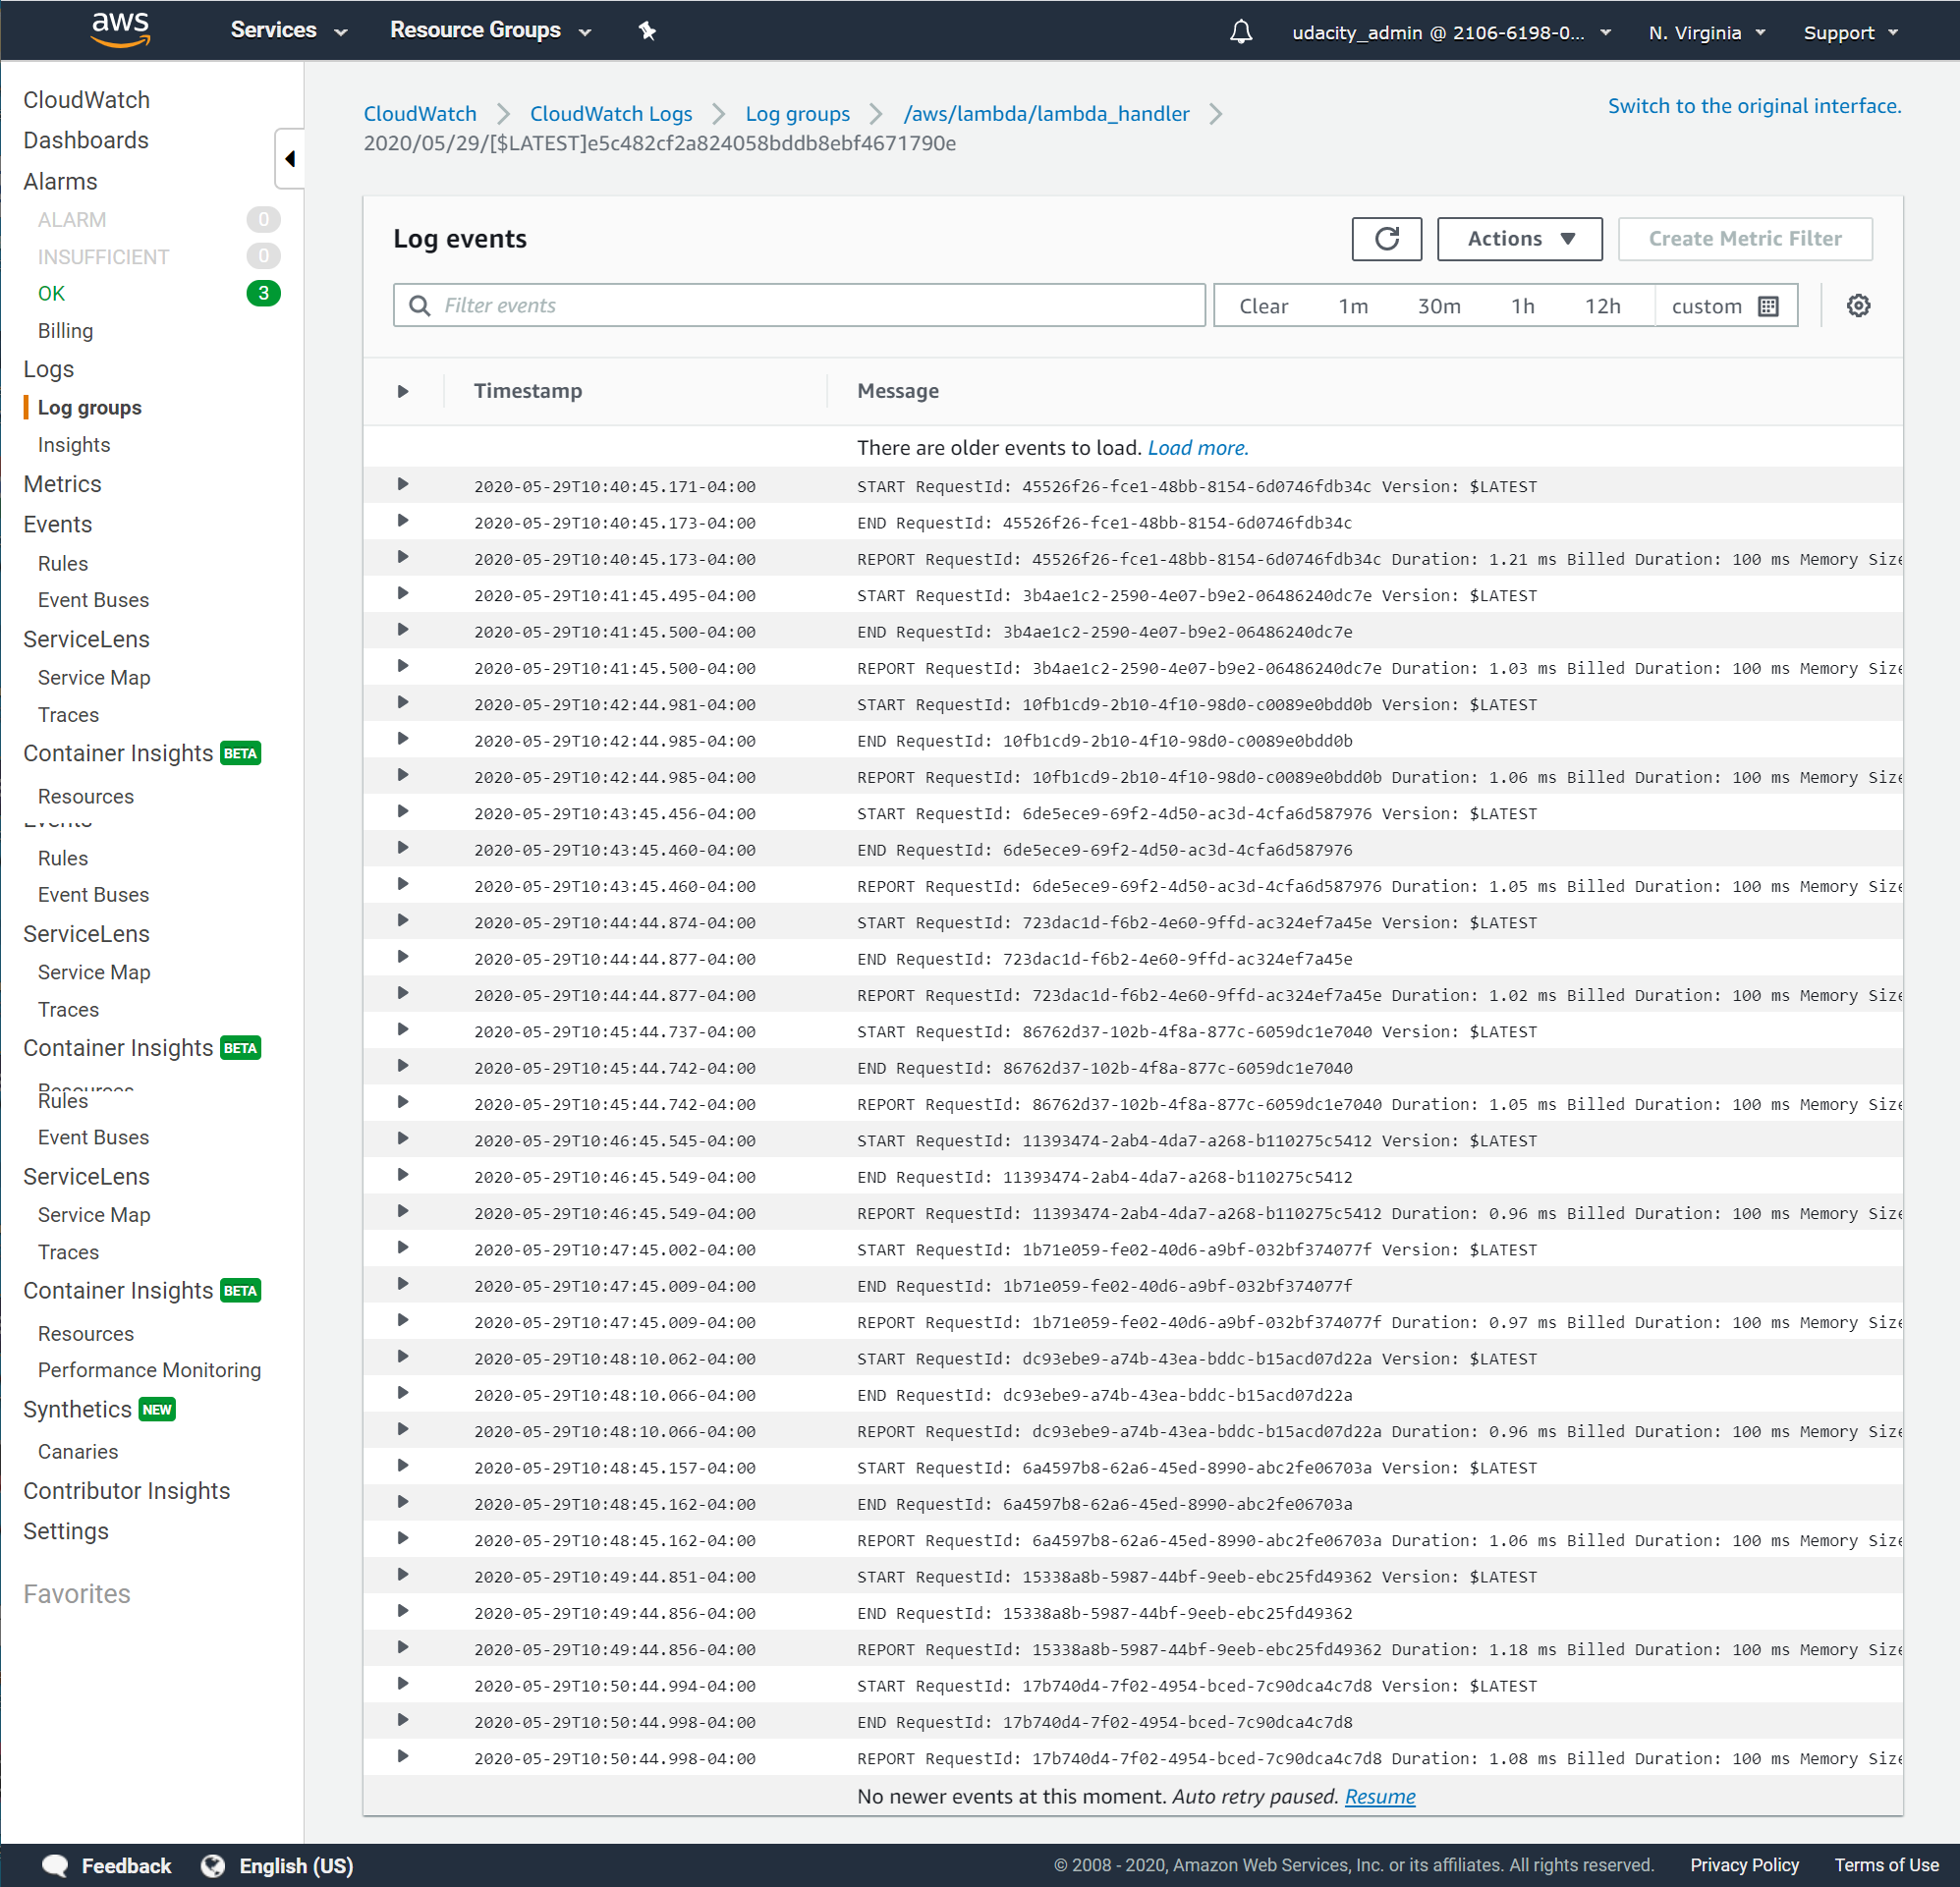 aws Services Resource Groups udacity_admin @ 2106-6198-0... N. Virginia Support
CloudWatch
Dashboards
Alarms
ALARM 0
INSUFFICIENT 0
OK 3
Billing
Logs
Log groups
Insights
Metrics
Events
Rules
Event Buses
ServiceLens
Service Map
Traces
Container Insights BETA
Resources
Events
Rules
Event Buses
ServiceLens
Service Map
Traces
Container Insights BETA
Resources
Rules
Event Buses
ServiceLens
Service Map
Traces
Container Insights BETA
Resources
Performance Monitoring
Synthetics NEW
Canaries
Contributor Insights
Settings
Favorites
CloudWatch CloudWatch Logs Log groups /aws/lambda/lambda_handler
2020/05/29/[$LATEST]e5c482cf2a824058bddb8ebf4671790e
Switch to the original interface.
Log events Actions Create Metric Filter
Filter events Clear 1m 30m 1h 12h custom
Timestamp Message
There are older events to load. Load more.
2020-05-29T10:40:45.171-04:00 START RequestId: 45526f26-fce1-48bb-8154-6d0746fdb34c Version: $LATEST
2020-05-29T10:40:45.173-04:00 END RequestId: 45526f26-fce1-48bb-8154-6d0746fdb34c
2020-05-29T10:40:45.173-04:00 REPORT RequestId: 45526f26-fce1-48bb-8154-6d0746fdb34c Duration: 1.21 ms Billed Duration: 100 ms Memory Size
2020-05-29T10:41:45.495-04:00 START RequestId: 3b4ae1c2-2590-4e07-b9e2-06486240dc7e Version: $LATEST
2020-05-29T10:41:45.500-04:00 END RequestId: 3b4ae1c2-2590-4e07-b9e2-06486240dc7e
2020-05-29T10:41:45.500-04:00 REPORT RequestId: 3b4ae1c2-2590-4e07-b9e2-06486240dc7e Duration: 1.03 ms Billed Duration: 100 ms Memory Size
2020-05-29T10:42:44.981-04:00 START RequestId: 10fb1cd9-2b10-4f10-98d0-c0089e0bdd0b Version: $LATEST
2020-05-29T10:42:44.985-04:00 END RequestId: 10fb1cd9-2b10-4f10-98d0-c0089e0bdd0b
2020-05-29T10:42:44.985-04:00 REPORT RequestId: 10fb1cd9-2b10-4f10-98d0-c0089e0bdd0b Duration: 1.06 ms Billed Duration: 100 ms Memory Size
2020-05-29T10:43:45.456-04:00 START RequestId: 6de5ece9-69f2-4d50-ac3d-4cfa6d587976 Version: $LATEST
2020-05-29T10:43:45.460-04:00 END RequestId: 6de5ece9-69f2-4d50-ac3d-4cfa6d587976
2020-05-29T10:43:45.460-04:00 REPORT RequestId: 6de5ece9-69f2-4d50-ac3d-4cfa6d587976 Duration: 1.05 ms Billed Duration: 100 ms Memory Size
2020-05-29T10:44:44.874-04:00 START RequestId: 723dac1d-f6b2-4e60-9ffd-ac324ef7a45e Version: $LATEST
2020-05-29T10:44:44.877-04:00 END RequestId: 723dac1d-f6b2-4e60-9ffd-ac324ef7a45e
2020-05-29T10:44:44.877-04:00 REPORT RequestId: 723dac1d-f6b2-4e60-9ffd-ac324ef7a45e Duration: 1.02 ms Billed Duration: 100 ms Memory Size
2020-05-29T10:45:44.737-04:00 START RequestId: 86762d37-102b-4f8a-877c-6059dc1e7040 Version: $LATEST
2020-05-29T10:45:44.742-04:00 END RequestId: 86762d37-102b-4f8a-877c-6059dc1e7040
2020-05-29T10:45:44.742-04:00 REPORT RequestId: 86762d37-102b-4f8a-877c-6059dc1e7040 Duration: 1.05 ms Billed Duration: 100 ms Memory Size
2020-05-29T10:46:45.545-04:00 START RequestId: 11393474-2ab4-4da7-a268-b110275c5412 Version: $LATEST
2020-05-29T10:46:45.549-04:00 END RequestId: 11393474-2ab4-4da7-a268-b110275c5412
2020-05-29T10:46:45.549-04:00 REPORT RequestId: 11393474-2ab4-4da7-a268-b110275c5412 Duration: 0.96 ms Billed Duration: 100 ms Memory Size
2020-05-29T10:47:45.002-04:00 START RequestId: 1b71e059-fe02-40d6-a9bf-032bf374077f Version: $LATEST
2020-05-29T10:47:45.009-04:00 END RequestId: 1b71e059-fe02-40d6-a9bf-032bf374077f
2020-05-29T10:47:45.009-04:00 REPORT RequestId: 1b71e059-fe02-40d6-a9bf-032bf374077f Duration: 0.97 ms Billed Duration: 100 ms Memory Size
2020-05-29T10:48:10.062-04:00 START RequestId: dc93ebe9-a74b-43ea-bddc-b15acd07d22a Version: $LATEST
2020-05-29T10:48:10.066-04:00 END RequestId: dc93ebe9-a74b-43ea-bddc-b15acd07d22a
2020-05-29T10:48:10.066-04:00 REPORT RequestId: dc93ebe9-a74b-43ea-bddc-b15acd07d22a Duration: 0.96 ms Billed Duration: 100 ms Memory Size
2020-05-29T10:48:45.157-04:00 START RequestId: 6a4597b8-62a6-45ed-8990-abc2fe06703a Version: $LATEST
2020-05-29T10:48:45.162-04:00 END RequestId: 6a4597b8-62a6-45ed-8990-abc2fe06703a
2020-05-29T10:48:45.162-04:00 REPORT RequestId: 6a4597b8-62a6-45ed-8990-abc2fe06703a Duration: 1.06 ms Billed Duration: 100 ms Memory Size
2020-05-29T10:49:44.851-04:00 START RequestId: 15338a8b-5987-44bf-9eeb-ebc25fd49362 Version: $LATEST
2020-05-29T10:49:44.856-04:00 END RequestId: 15338a8b-5987-44bf-9eeb-ebc25fd49362
2020-05-29T10:49:44.856-04:00 REPORT RequestId: 15338a8b-5987-44bf-9eeb-ebc25fd49362 Duration: 1.18 ms Billed Duration: 100 ms Memory Size
2020-05-29T10:50:44.994-04:00 START RequestId: 17b740d4-7f02-4954-bced-7c90dca4c7d8 Version: $LATEST
2020-05-29T10:50:44.998-04:00 END RequestId: 17b740d4-7f02-4954-bced-7c90dca4c7d8
2020-05-29T10:50:44.998-04:00 REPORT RequestId: 17b740d4-7f02-4954-bced-7c90dca4c7d8 Duration: 1.08 ms Billed Duration: 100 ms Memory Size
No newer events at this moment. Auto retry paused. Resume
Feedback English (US) © 2008 - 2020, Amazon Web Services, Inc. or its affiliates. All rights reserved. Privacy Policy Terms of Use